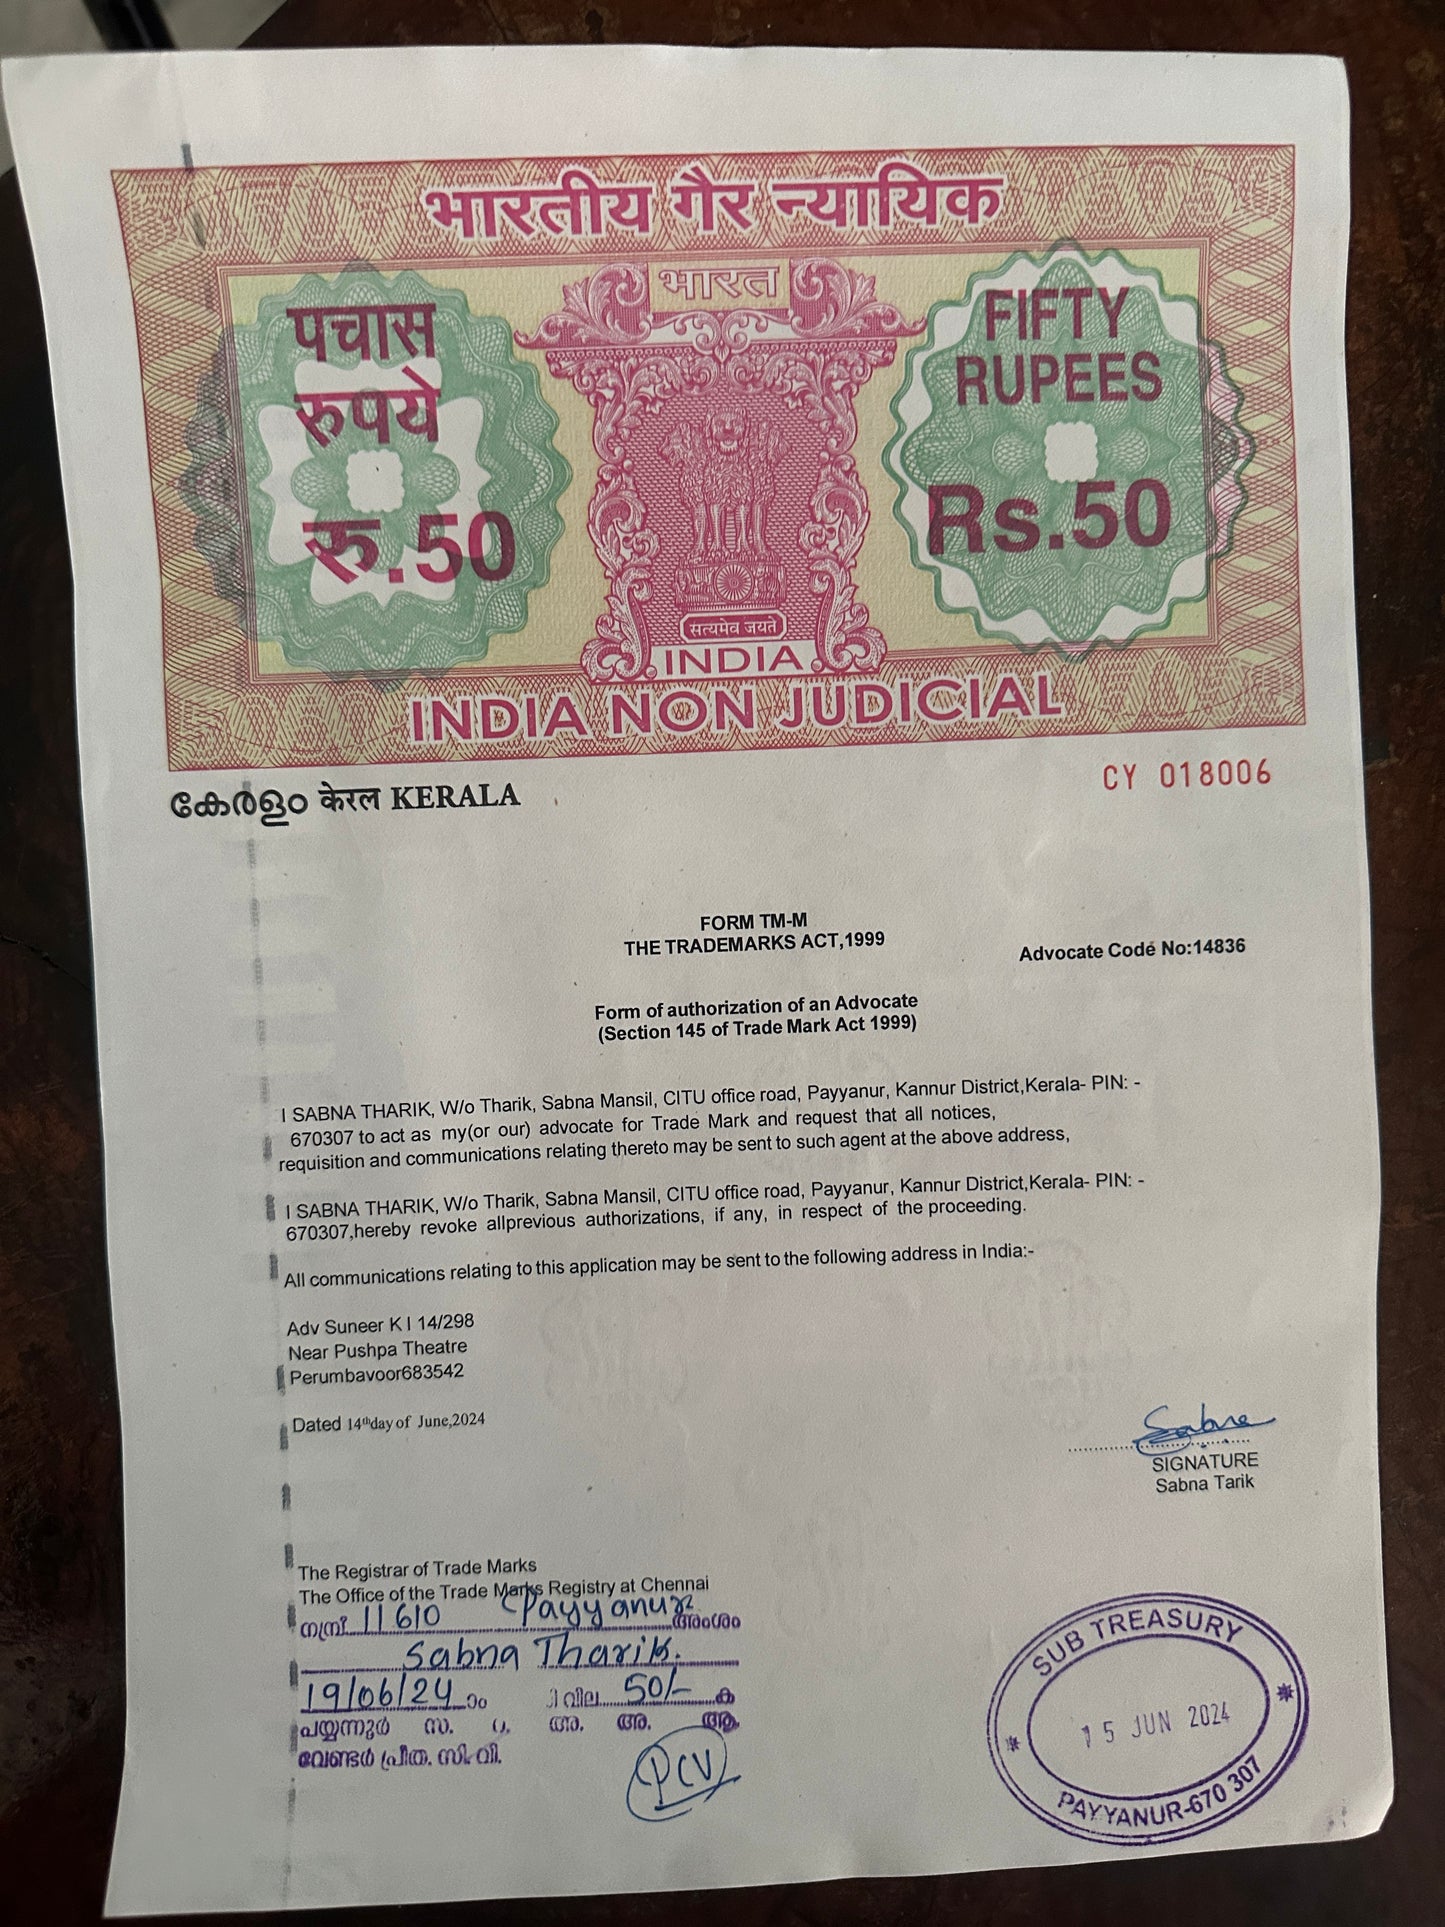 भारतीय गैर न्यायिक
भारत
पचास
रुपये
रु.50
FIFTY
RUPEES
Rs.50
सत्यमेव जयते
INDIA
INDIA NON JUDICIAL
കേരളം केरल KERALA
CY 018006
FORM TM-M
THE TRADEMARKS ACT,1999
Advocate Code No:14836
Form of authorization of an Advocate
(Section 145 of Trade Mark Act 1999)
I SABNA THARIK, W/o Tharik, Sabna Mansil, CITU office road, Payyanur, Kannur District,Kerala- PIN: -
670307 to act as my(or our) advocate for Trade Mark and request that all notices,
requisition and communications relating thereto may be sent to such agent at the above address,
I SABNA THARIK, W/o Tharik, Sabna Mansil, CITU office road, Payyanur, Kannur District,Kerala- PIN: -
670307,hereby revoke allprevious authorizations, if any, in respect of the proceeding.
All communications relating to this application may be sent to the following address in India:-
Adv Suneer K I 14/298
Near Pushpa Theatre
Perumbavoor683542
Dated 14thday of June,2024
Sabna
SIGNATURE
Sabna Tarik
The Registrar of Trade Marks
The Office of the Trade Marks Registry at Chennai
നമ്പ്ര് 11610 Payyanur അംശം
Sabna Tharik.
19/06/24 ാം വില 50/- ക
പയ്യന്നൂർ സ. അ. അ. ആ.
വേണ്ടർ പ്രീത. സി.വി.
PCV
SUB TREASURY
15 JUN 2024
PAYYANUR-670 307